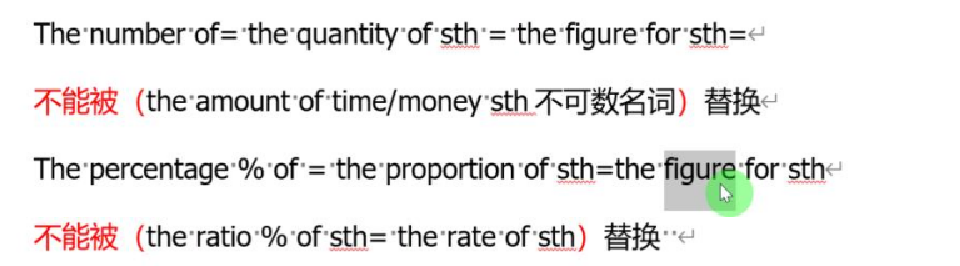 The number of= the quantity of sth = the figure for sth=
不能被（the amount of time/money sth 不可数名词）替换
The percentage % of = the proportion of sth=the figure for sth
不能被（the ratio % of sth= the rate of sth）替换